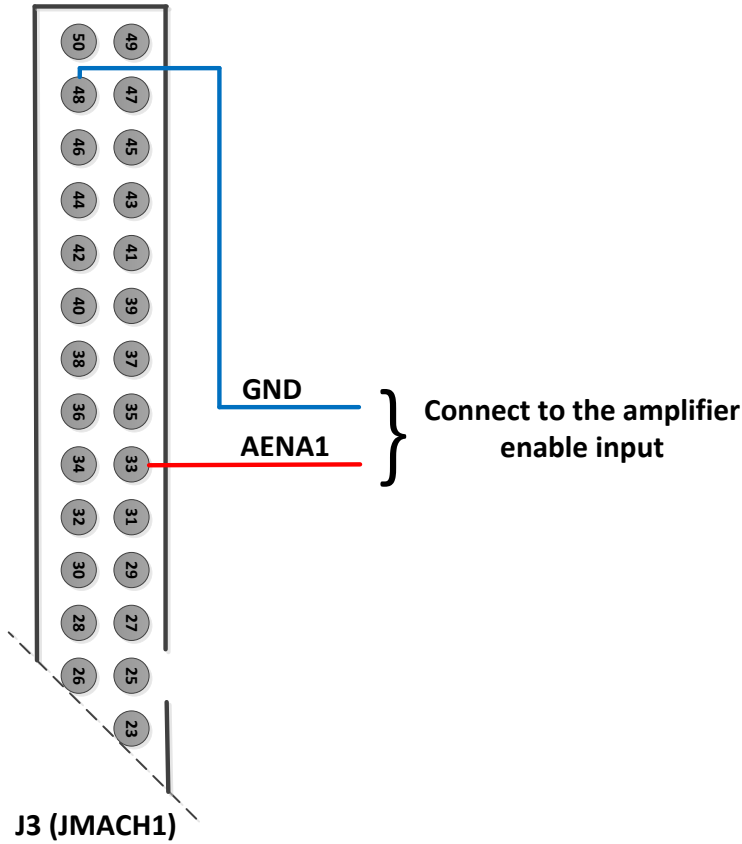 50 49
48 47
46 45
44 43
42 41
40 39
38 37
36 35
34 33
32 31
30 29
28 27
26 25
23
GND
AENA1
Connect to the amplifier
enable input
J3 (JMACH1)